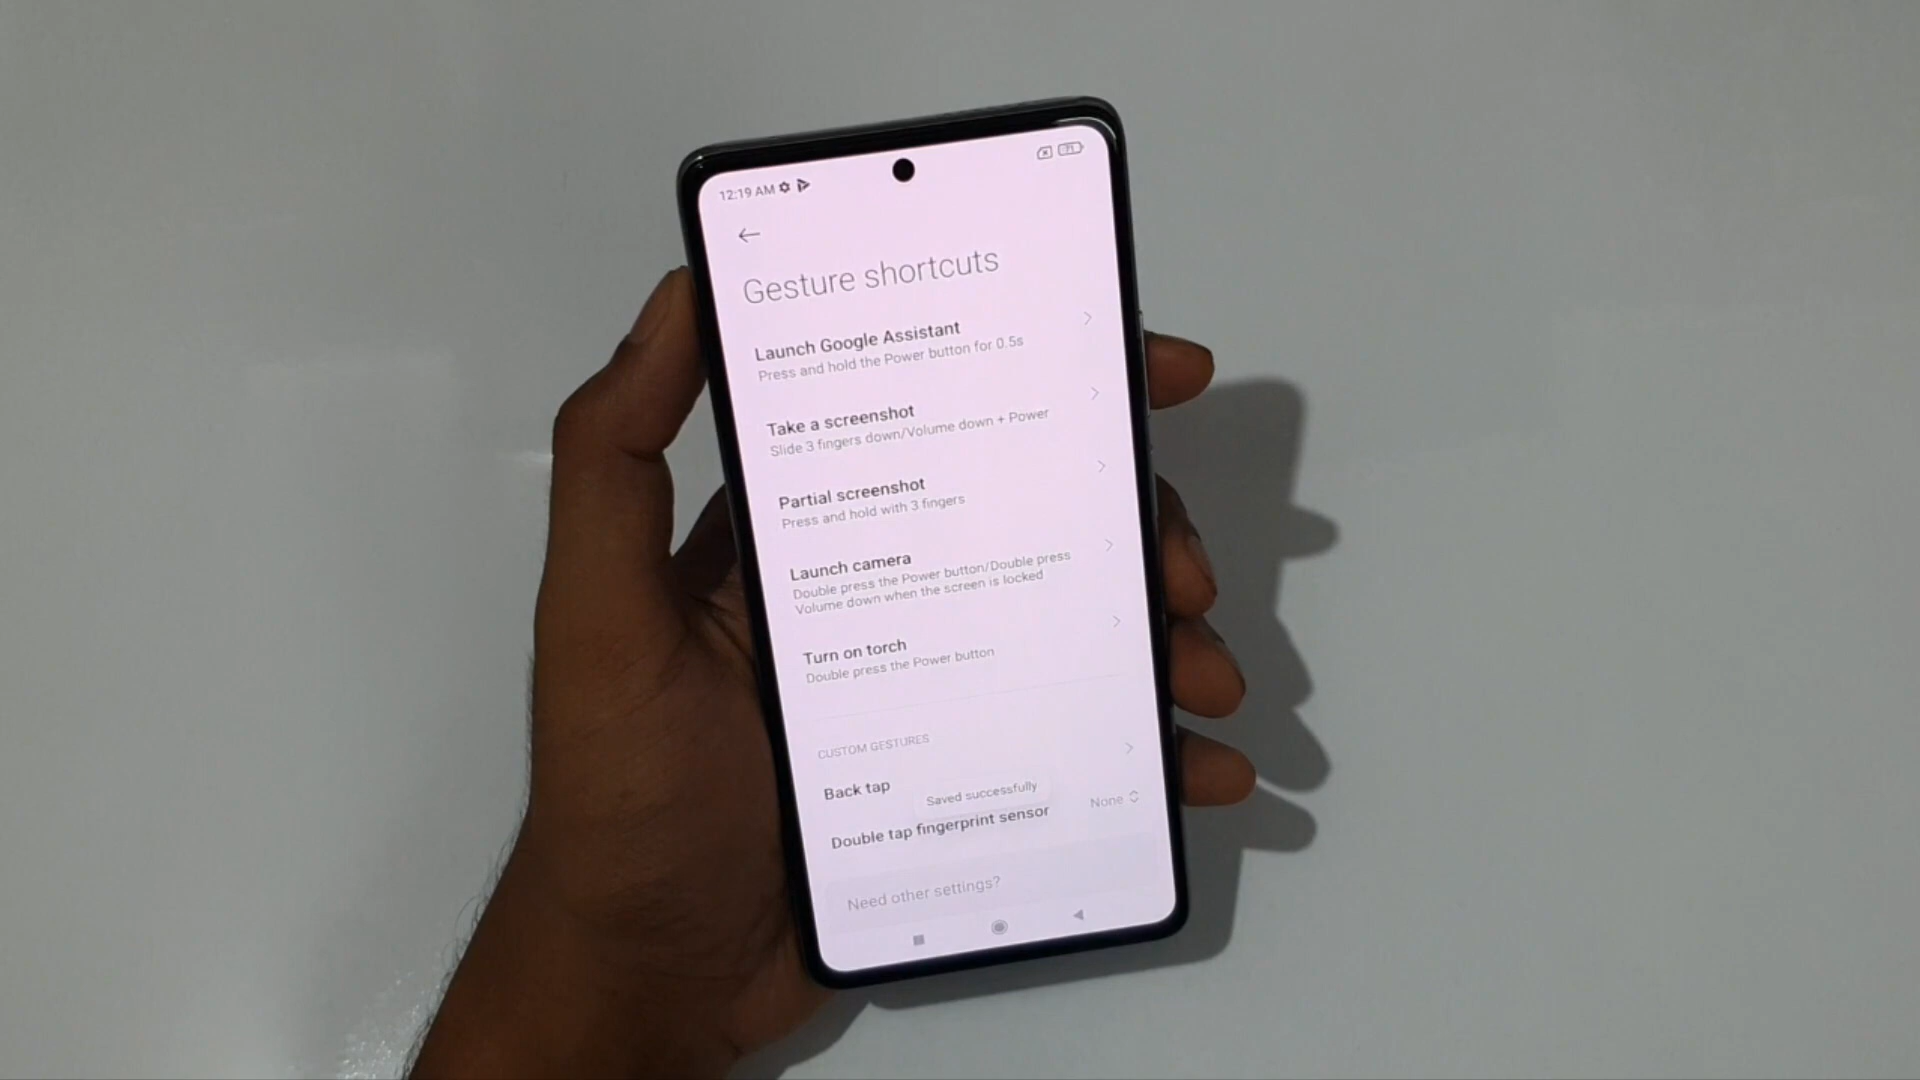 12:19 AM
71
Gesture shortcuts
Launch Google Assistant
Press and hold the Power button for 0.5s
Take a screenshot
Slide 3 fingers down/Volume down + Power
Partial screenshot
Press and hold with 3 fingers
Launch camera
Double press the Power button/Double press
Volume down when the screen is locked
Turn on torch
Double press the Power button
CUSTOM GESTURES
Back tap
Saved successfully
Double tap fingerprint sensor
None
Need other settings?